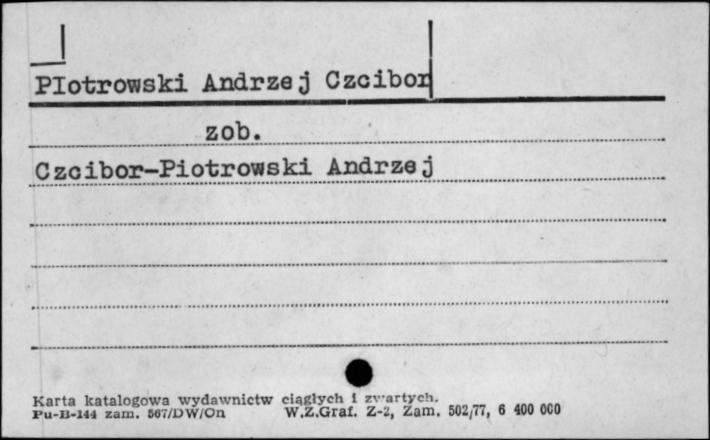 PIotrowski Andrzej Czcibor
zob.
Czcibor-Piotrowski Andrzej
Karta katalogowa wydawnictw ciągłych i zwartych.
Pu-B-144 zam. 567/DW/On W.Z.Graf. Z-2, Zam. 502/77, 6 400 000